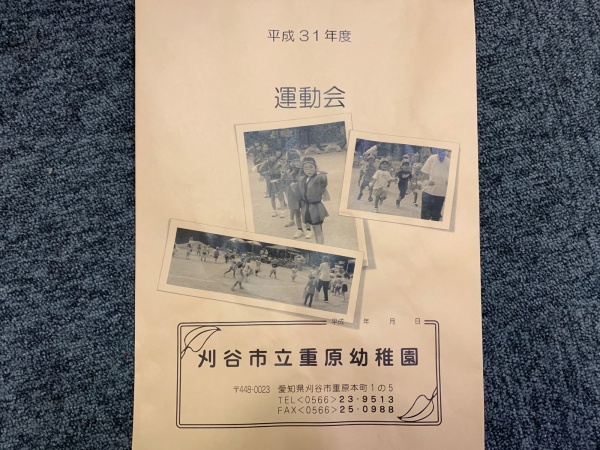 平成31年度
運動会
平成　年　月　日
刈谷市立重原幼稚園
〒448-0023 愛知県刈谷市重原本町1の5
TEL<0566>23-9513
FAX<0566>25-0988